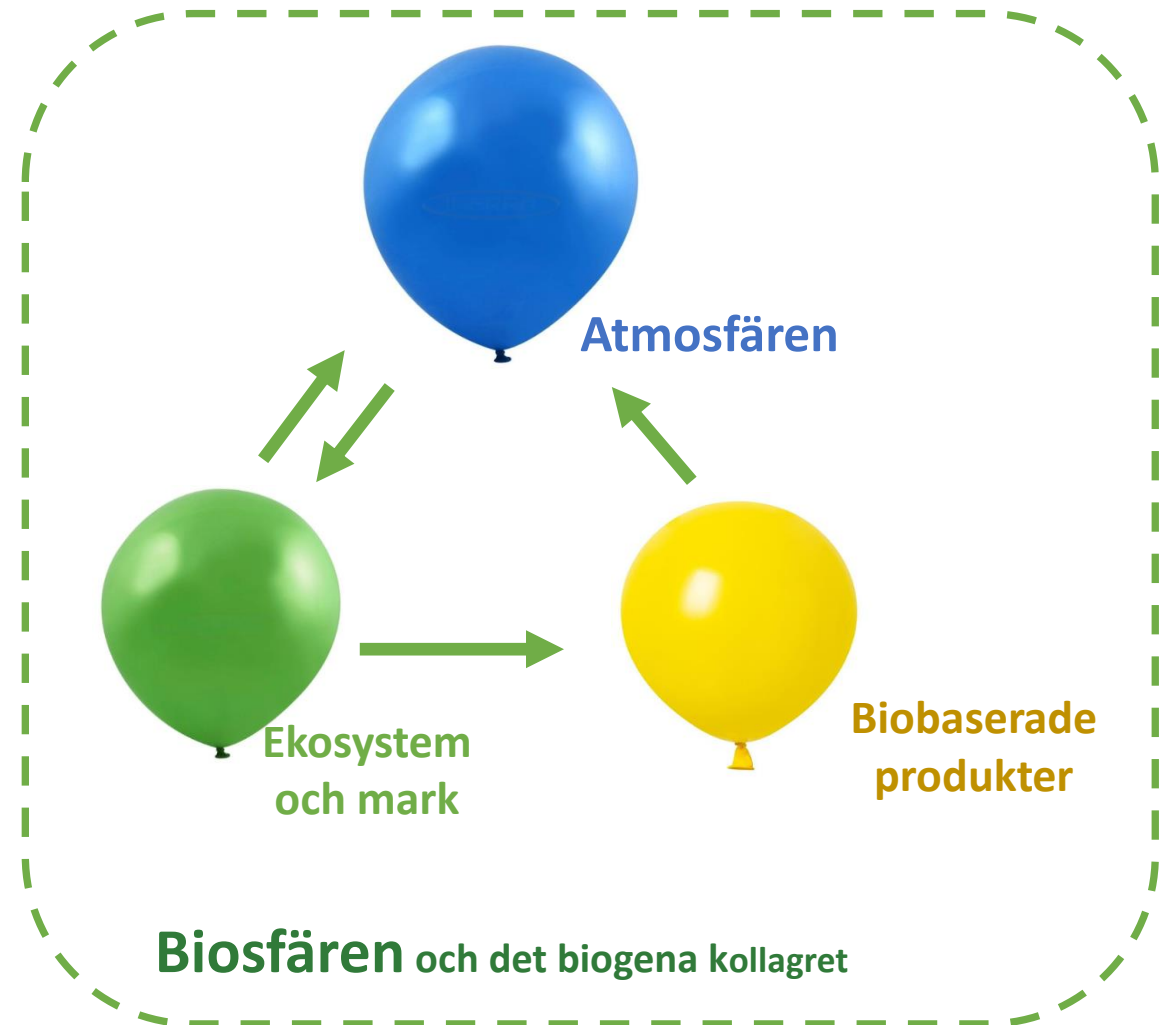 Atmosfären
Ekosystem
och mark
Biobaserade
produkter
Biosfären och det biogena kollagret